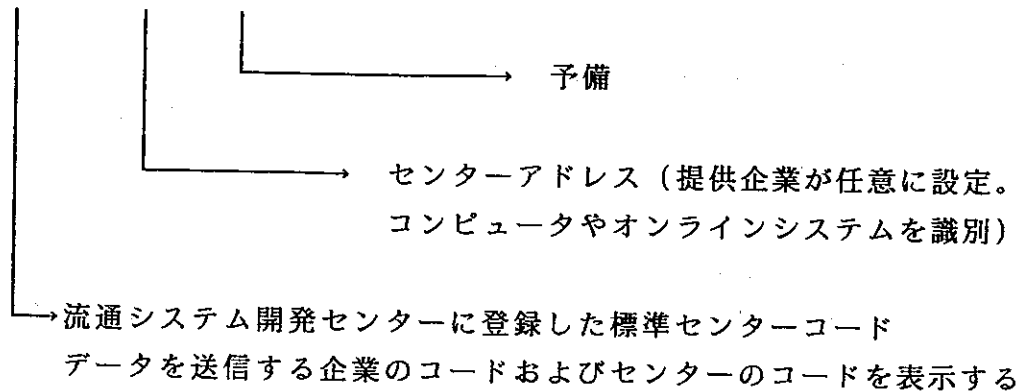 予備
センターアドレス（提供企業が任意に設定。
コンピュータやオンラインシステムを識別）
流通システム開発センターに登録した標準センターコード
データを送信する企業のコードおよびセンターのコードを表示する